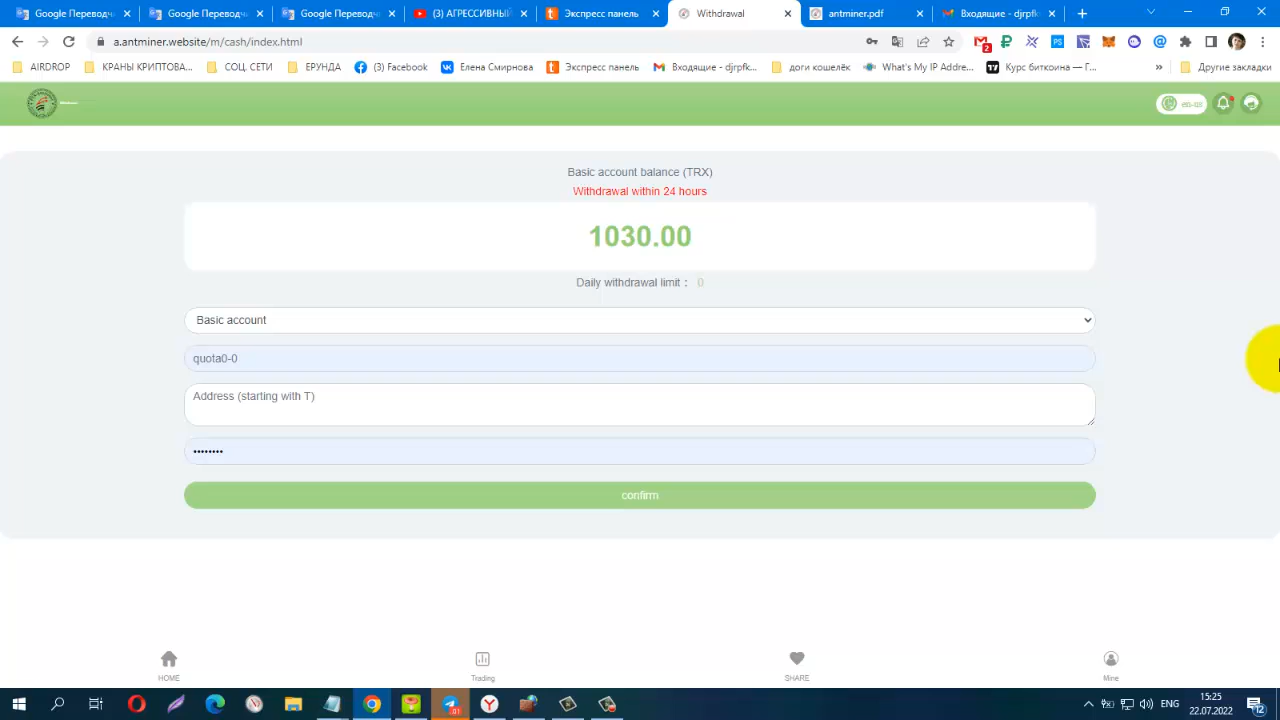 Google Переводч
Google Переводч
Google Переводч
(3) АГРЕССИВНЫЙ
Экспресс панель
Withdrawal
antminer.pdf
Входящие - djrpfk
a.antminer.website/m/cash/index.html
2
AIRDROP
КРАНЫ КРИПТОВА...
СОЦ. СЕТИ
ЕРУНДА
(3) Facebook
Елена Смирнова
Экспресс панель
Входящие - djrpfk...
доги кошелёк
What's My IP Addre...
Курс биткоина — Г...
»
Другие закладки
en-us
Basic account balance (TRX)
Withdrawal within 24 hours
1030.00
Daily withdrawal limit : 0
Basic account
quota0-0
Address (starting with T)
••••••••
confirm
HOME
Trading
SHARE
Mine
ENG
15:25
22.07.2022